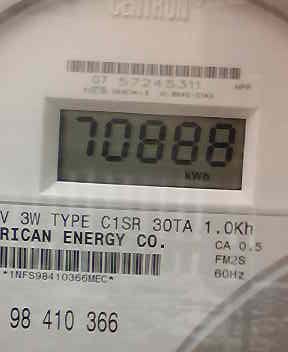 CENTRON
07 57245311
70888
kWh
V 3W TYPE C1SR 30TA 1.0Kh
RICAN ENERGY CO. CA 0.5
FM2S
*1NFS98410366MEC* 60Hz
98 410 366